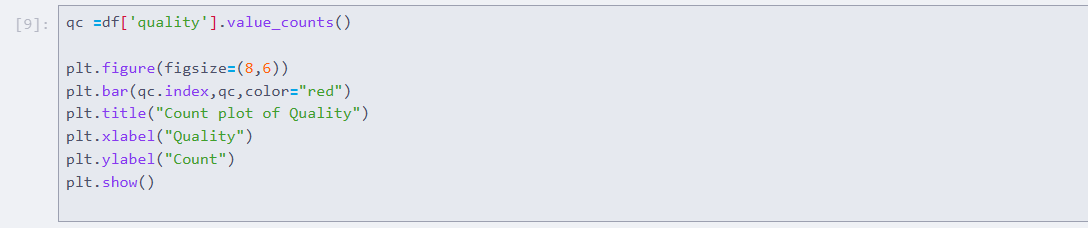 [9]: qc =df['quality'].value_counts()
plt.figure(figsize=(8,6))
plt.bar(qc.index,qc,color="red")
plt.title("Count plot of Quality")
plt.xlabel("Quality")
plt.ylabel("Count")
plt.show()